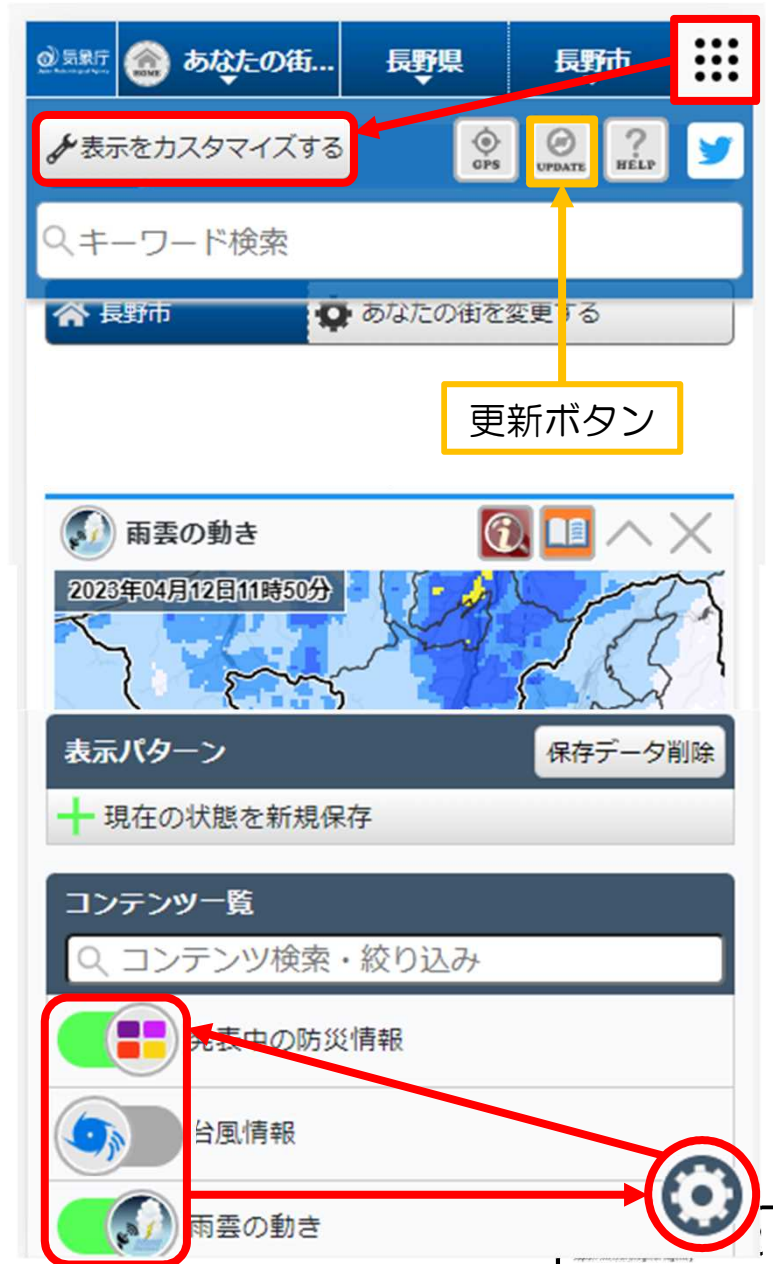 気象庁
HOME
あなたの街...
長野県
長野市
表示をカスタマイズする
GPS
UPDATE
?
HELP
キーワード検索
長野市
あなたの街を変更する
更新ボタン
雨雲の動き
2023年04月12日11時50分
表示パターン
保存データ削除
現在の状態を新規保存
コンテンツ一覧
コンテンツ検索・絞り込み
発表中の防災情報
台風情報
雨雲の動き